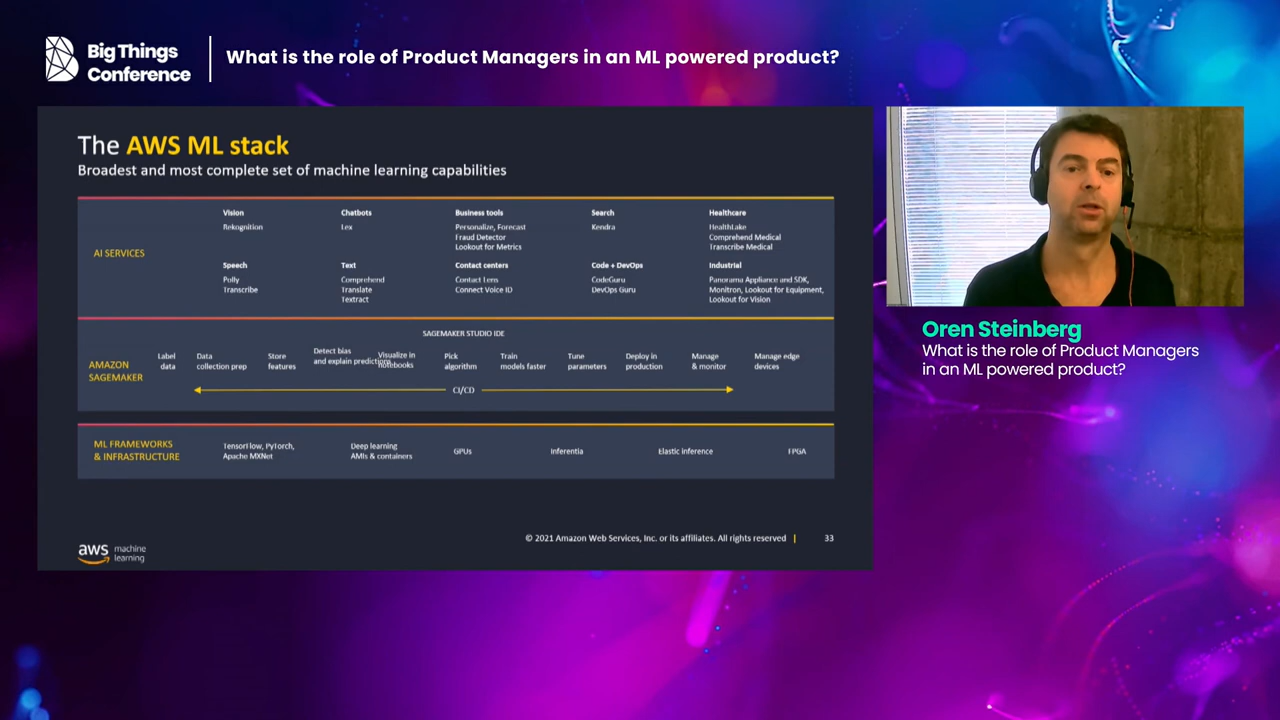 Big Things
Conference
What is the role of Product Managers in an ML powered product?
The AWS ML stack
Broadest and most complete set of machine learning capabilities
AI SERVICES
Vision
Rekognition
Chatbots
Lex
Business tools
Personalize, Forecast
Fraud Detector
Lookout for Metrics
Search
Kendra
Healthcare
HealthLake
Comprehend Medical
Transcribe Medical
Polly
Transcribe
Text
Comprehend
Translate
Textract
Contact center
Contact Lens
Connect Voice ID
Code + DevOps
CodeGuru
DevOps Guru
Industrial
Panorama Appliance and SDK,
Monitron, Lookout for Equipment,
Lookout for Vision
AMAZON
SAGEMAKER
SAGEMAKER STUDIO IDE
Label
data
Data
collection prep
Store
features
Detect bias
and explain predictions
Visualize in
notebooks
Pick
algorithm
Train
models faster
Tune
parameters
Deploy in
production
Manage
& monitor
Manage edge
devices
CI/CD
ML FRAMEWORKS
& INFRASTRUCTURE
TensorFlow, PyTorch,
Apache MXNet
Deep learning
AMIs & containers
GPUs
Inferentia
Elastic inference
FPGA
aws machine
learning
© 2021 Amazon Web Services, Inc. or its affiliates. All rights reserved |
33
Oren Steinberg
What is the role of Product Managers
in an ML powered product?